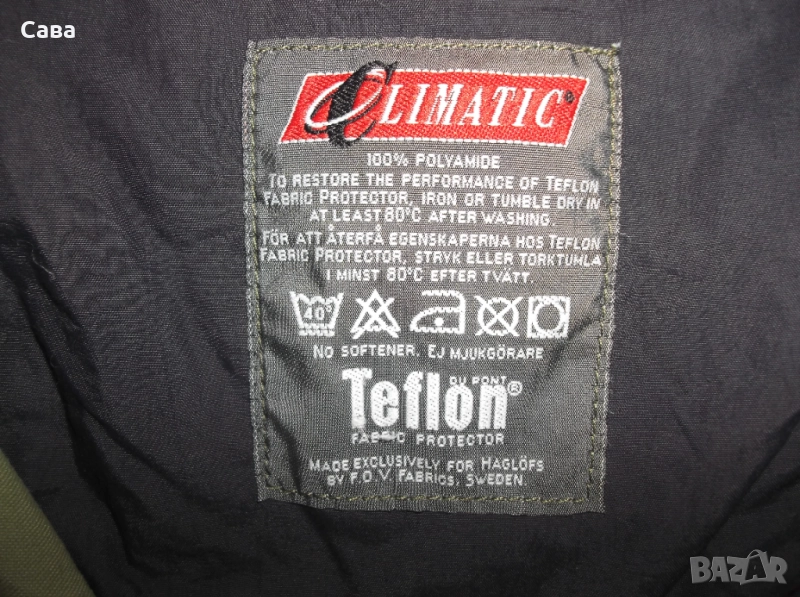 Сава
CLIMATIC®
100% POLYAMIDE
TO RESTORE THE PERFORMANCE OF TEFLON
FABRIC PROTECTOR, IRON OR TUMBLE DRY IN
AT LEAST 80°C AFTER WASHING.
FÖR ATT ÅTERFÅ EGENSKAPERNA HOS TEFLON
FABRIC PROTECTOR, STRYK ELLER TORKTUMLA
I MINST 80°C EFTER TVÄTT.
40°
NO SOFTENER. EJ MJUKGÖRARE
DU PONT
Teflon®
FABRIC PROTECTOR
MADE EXCLUSIVELY FOR HAGLÖFS
BY F.O.V. FABRICS, SWEDEN
BAZAR